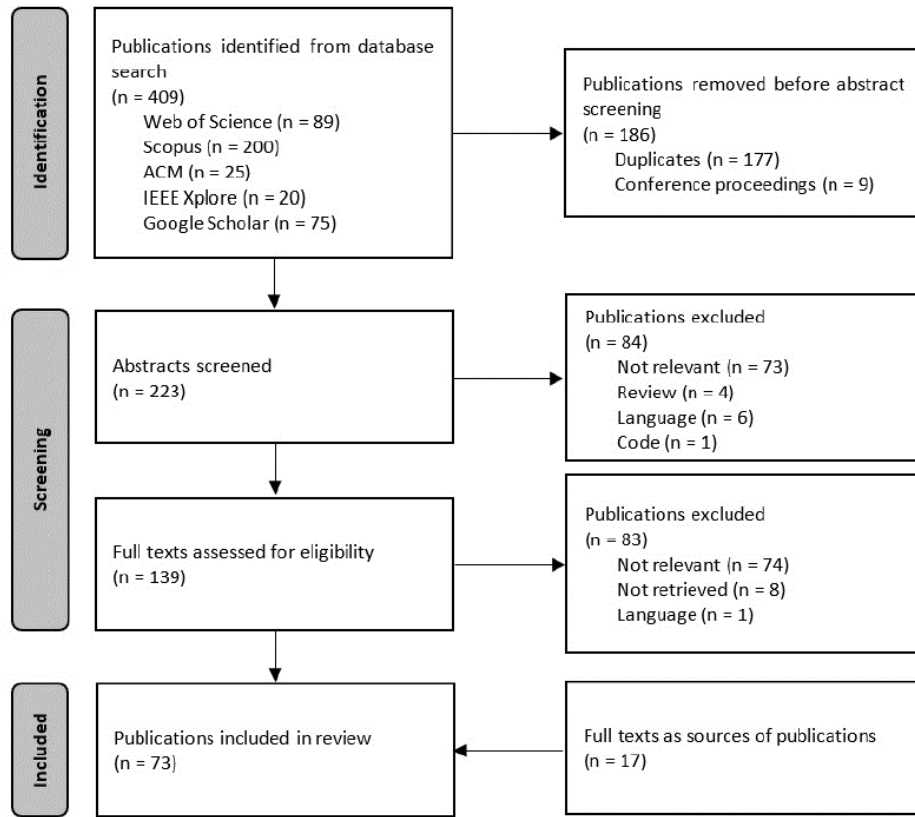 Identification
Publications identified from database
search
(n = 409)
Web of Science (n = 89)
Scopus (n = 200)
ACM (n = 25)
IEEE Xplore (n = 20)
Google Scholar (n = 75)
Publications removed before abstract
screening
(n = 186)
Duplicates (n = 177)
Conference proceedings (n = 9)
Screening
Abstracts screened
(n = 223)
Publications excluded
(n = 84)
Not relevant (n = 73)
Review (n = 4)
Language (n = 6)
Code (n = 1)
Full texts assessed for eligibility
(n = 139)
Publications excluded
(n = 83)
Not relevant (n = 74)
Not retrieved (n = 8)
Language (n = 1)
Included
Publications included in review
(n = 73)
Full texts as sources of publications
(n = 17)